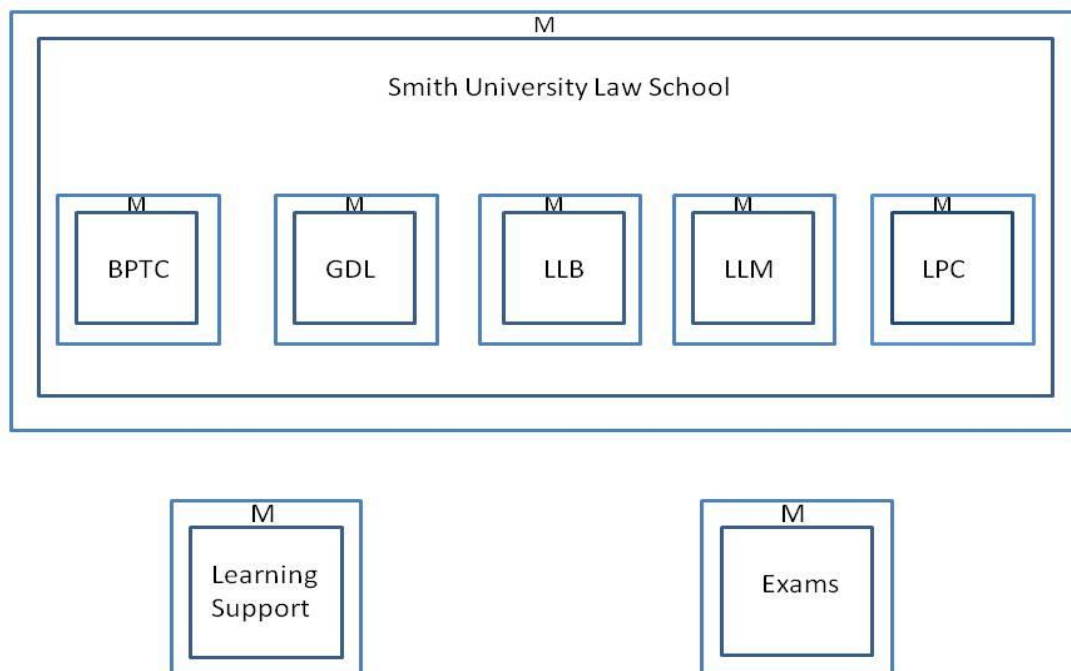 M
Smith University Law School
M M M M M
BPTC GDL LLB LLM LPC
M M
Learning
Support
Exams